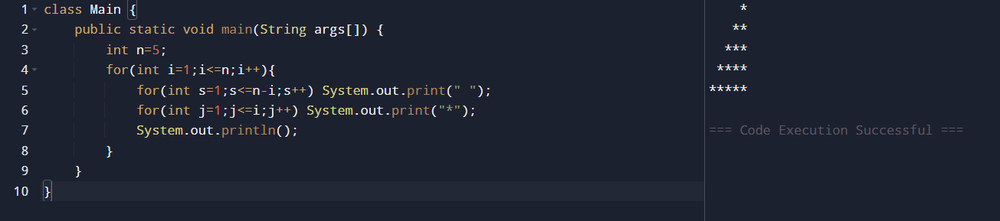 1 class Main {
2     public static void main(String args[]) {
3         int n=5;
4         for(int i=1;i<=n;i++){
5             for(int s=1;s<=n-i;s++) System.out.print(" ");
6             for(int j=1;j<=i;j++) System.out.print("*");
7             System.out.println();
8         }
9     }
10 }
    *
   **
  ***
 ****
*****
=== Code Execution Successful ===